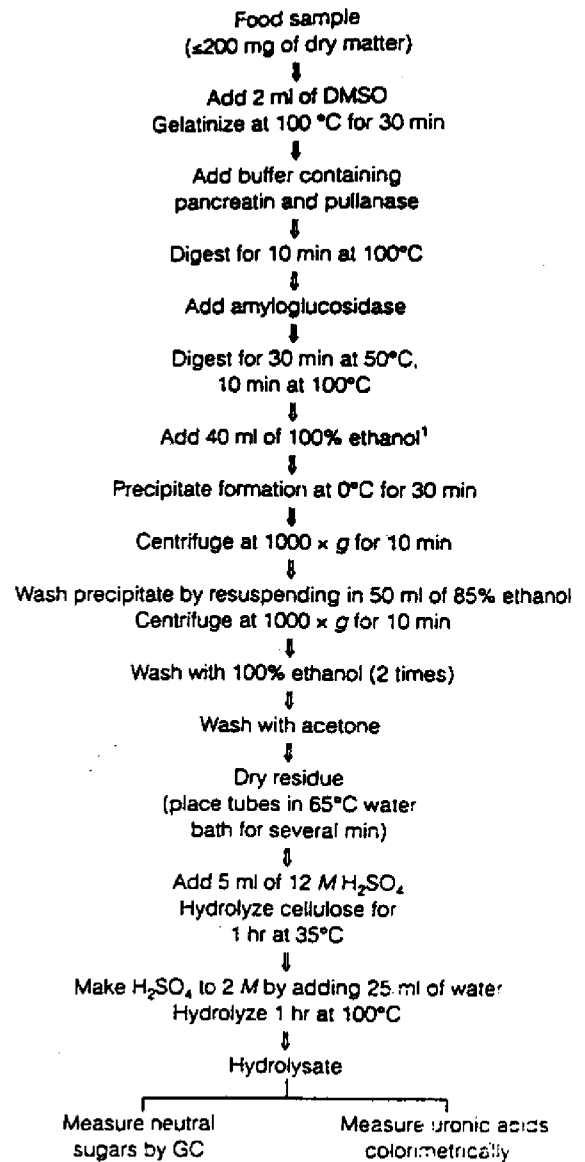 Food sample
(≤200 mg of dry matter)
Add 2 ml of DMSO
Gelatinize at 100 °C for 30 min
Add buffer containing
pancreatin and pullanase
Digest for 10 min at 100°C
Add amyloglucosidase
Digest for 30 min at 50°C,
10 min at 100°C
Add 40 ml of 100% ethanol¹
Precipitate formation at 0°C for 30 min
Centrifuge at 1000 × g for 10 min
Wash precipitate by resuspending in 50 ml of 85% ethanol
Centrifuge at 1000 × g for 10 min
Wash with 100% ethanol (2 times)
Wash with acetone
Dry residue
(place tubes in 65°C water
bath for several min)
Add 5 ml of 12 M H₂SO₄
Hydrolyze cellulose for
1 hr at 35°C
Make H₂SO₄ to 2 M by adding 25 ml of water
Hydrolyze 1 hr at 100°C
Hydrolysate
Measure neutral
sugars by GC
Measure uronic acids
colorimetrically